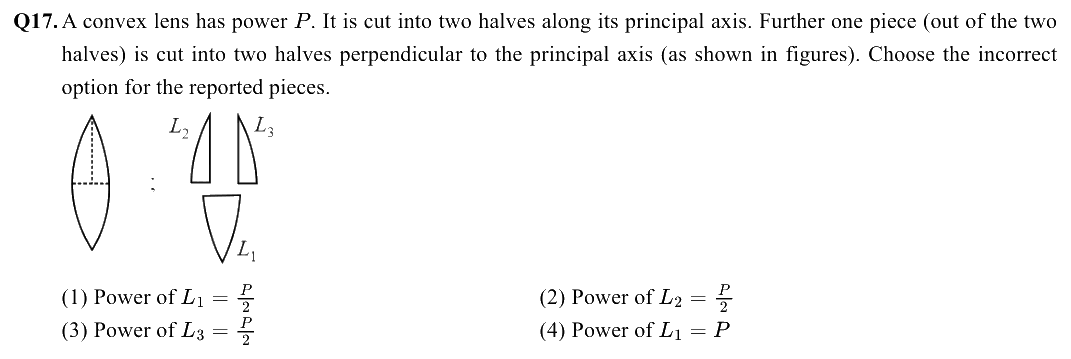 Q17. A convex lens has power P. It is cut into two halves along its principal axis. Further one piece (out of the two
halves) is cut into two halves perpendicular to the principal axis (as shown in figures). Choose the incorrect
option for the reported pieces.
L₂ L₃
;
L₁
(1) Power of L₁ = P/2 (2) Power of L₂ = P/2
(3) Power of L₃ = P/2 (4) Power of L₁ = P